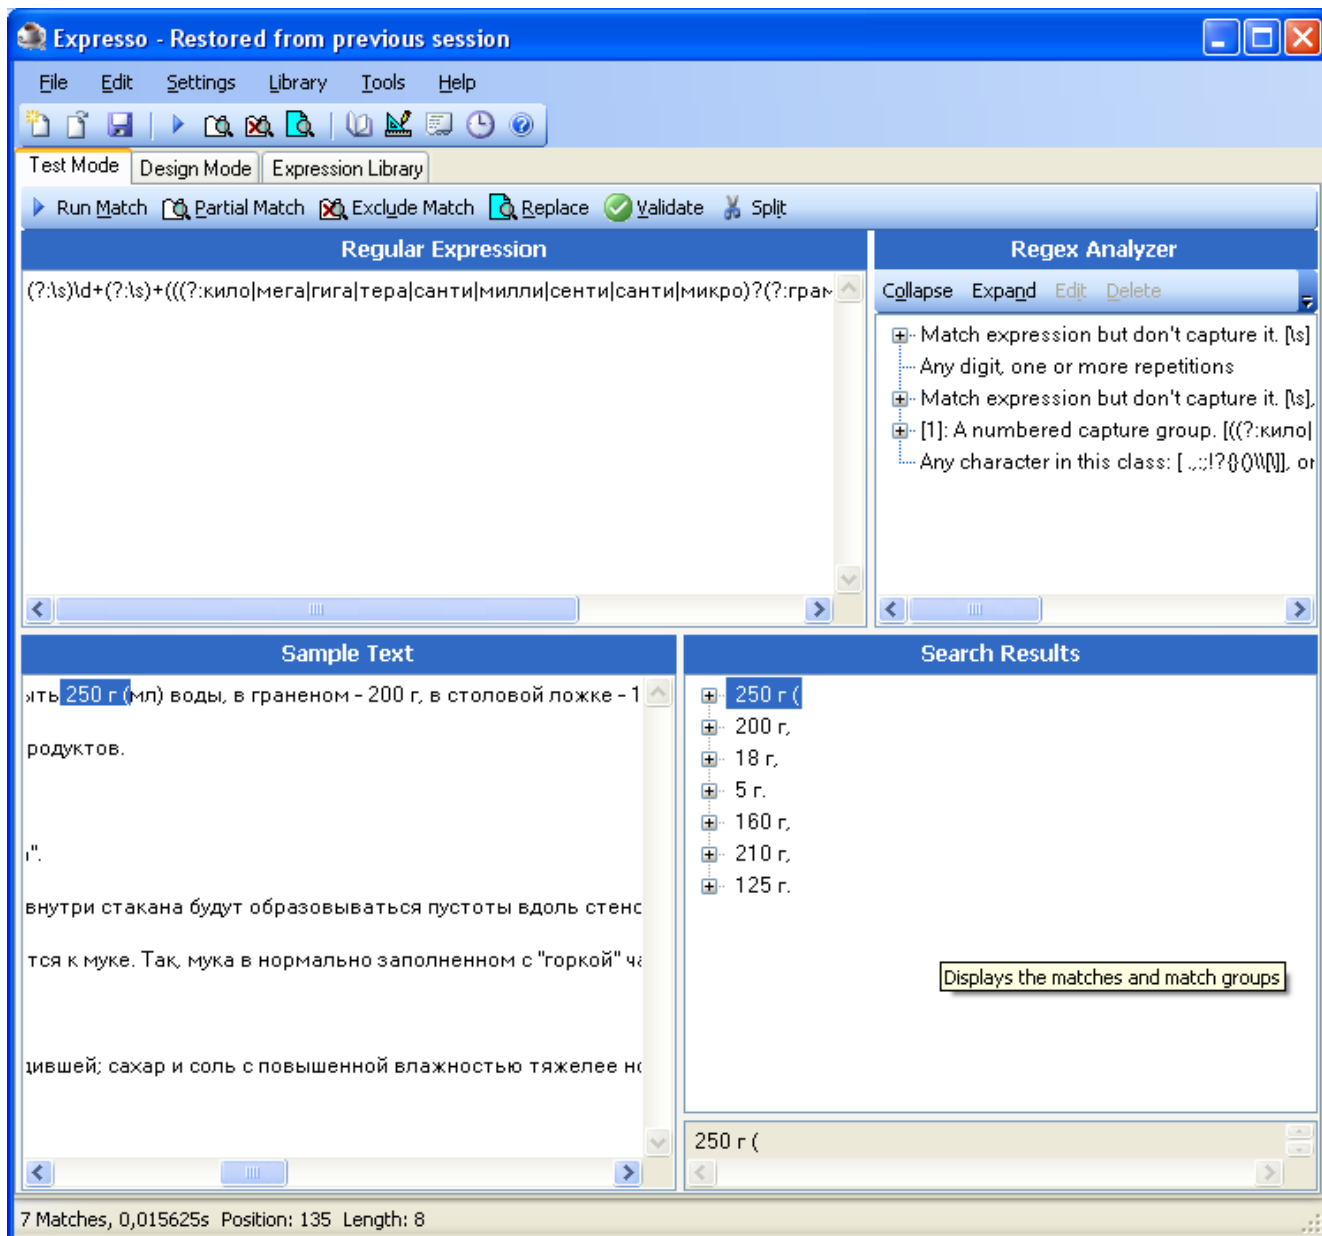 Expresso - Restored from previous session
File Edit Settings Library Tools Help
Test Mode Design Mode Expression Library
Run Match Partial Match Exclude Match Replace Validate Split
Regular Expression
(?:\s)\d+(?:\s)+(((?:кило|мега|гига|тера|санти|милли|сенти|санти|микро)?(?:грам
Regex Analyzer
Collapse Expand Edit Delete
Match expression but don't capture it. [\s]
Any digit, one or more repetitions
Match expression but don't capture it. [\s],
[1]: A numbered capture group. [((?:кило|
Any character in this class: [ .,:;!?{}()\\[\]], or
Sample Text
ыть 250 г (мл) воды, в граненом - 200 г, в столовой ложке - 1
родуктов.
".
внутри стакана будут образовываться пустоты вдоль стенс
тся к муке. Так, мука в нормально заполненном с "горкой" ча
дившей; сахар и соль с повышенной влажностью тяжелее но
Search Results
250 г (
200 г,
18 г,
5 г.
160 г,
210 г,
125 г.
Displays the matches and match groups
250 г (
7 Matches, 0,015625s Position: 135 Length: 8